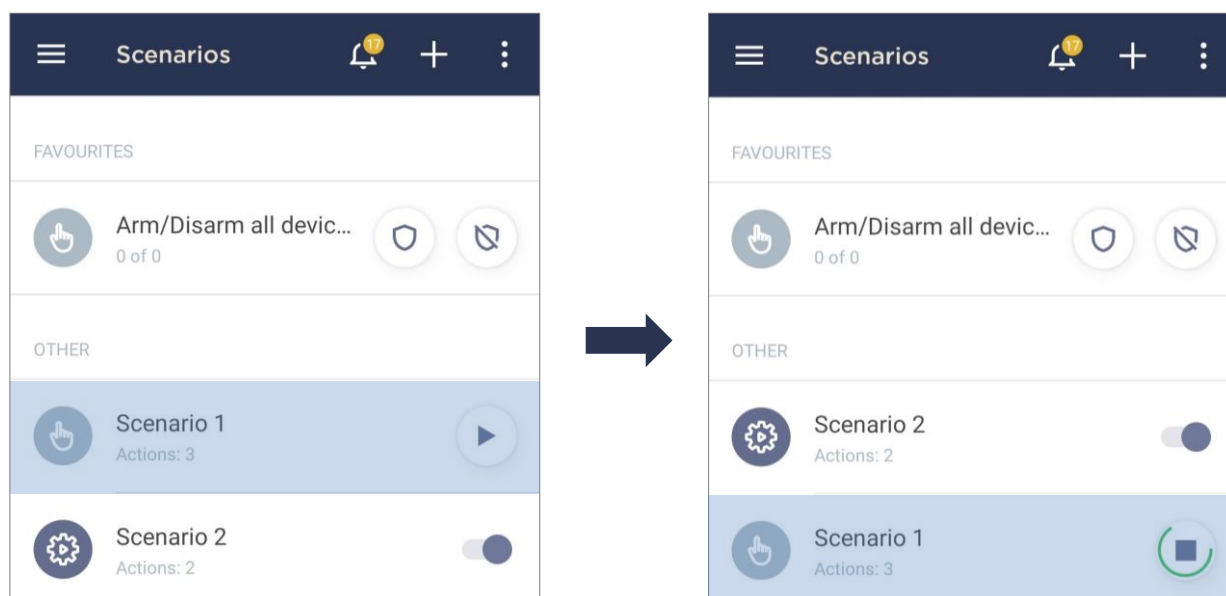 Scenarios
17
FAVOURITES
Arm/Disarm all devic...
0 of 0
OTHER
Scenario 1
Actions: 3
Scenario 2
Actions: 2
Scenarios
17
FAVOURITES
Arm/Disarm all devic...
0 of 0
OTHER
Scenario 2
Actions: 2
Scenario 1
Actions: 3